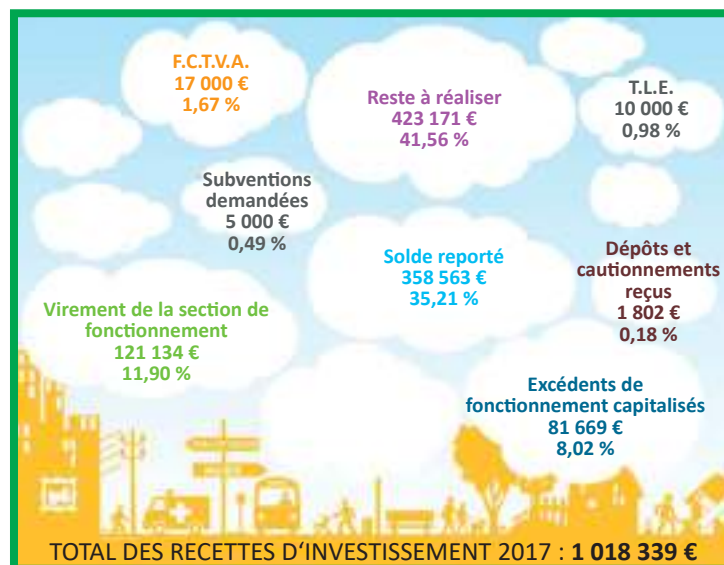 F.C.T.V.A.
17 000 €
1,67 %
Reste à réaliser
423 171 €
41,56 %
T.L.E.
10 000 €
0,98 %
Subventions
demandées
5 000 €
0,49 %
Solde reporté
358 563 €
35,21 %
Dépôts et
cautionnements
reçus
1 802 €
0,18 %
Virement de la section de
fonctionnement
121 134 €
11,90 %
Excédents de
fonctionnement capitalisés
81 669 €
8,02 %
TOTAL DES RECETTES D'INVESTISSEMENT 2017 : 1 018 339 €